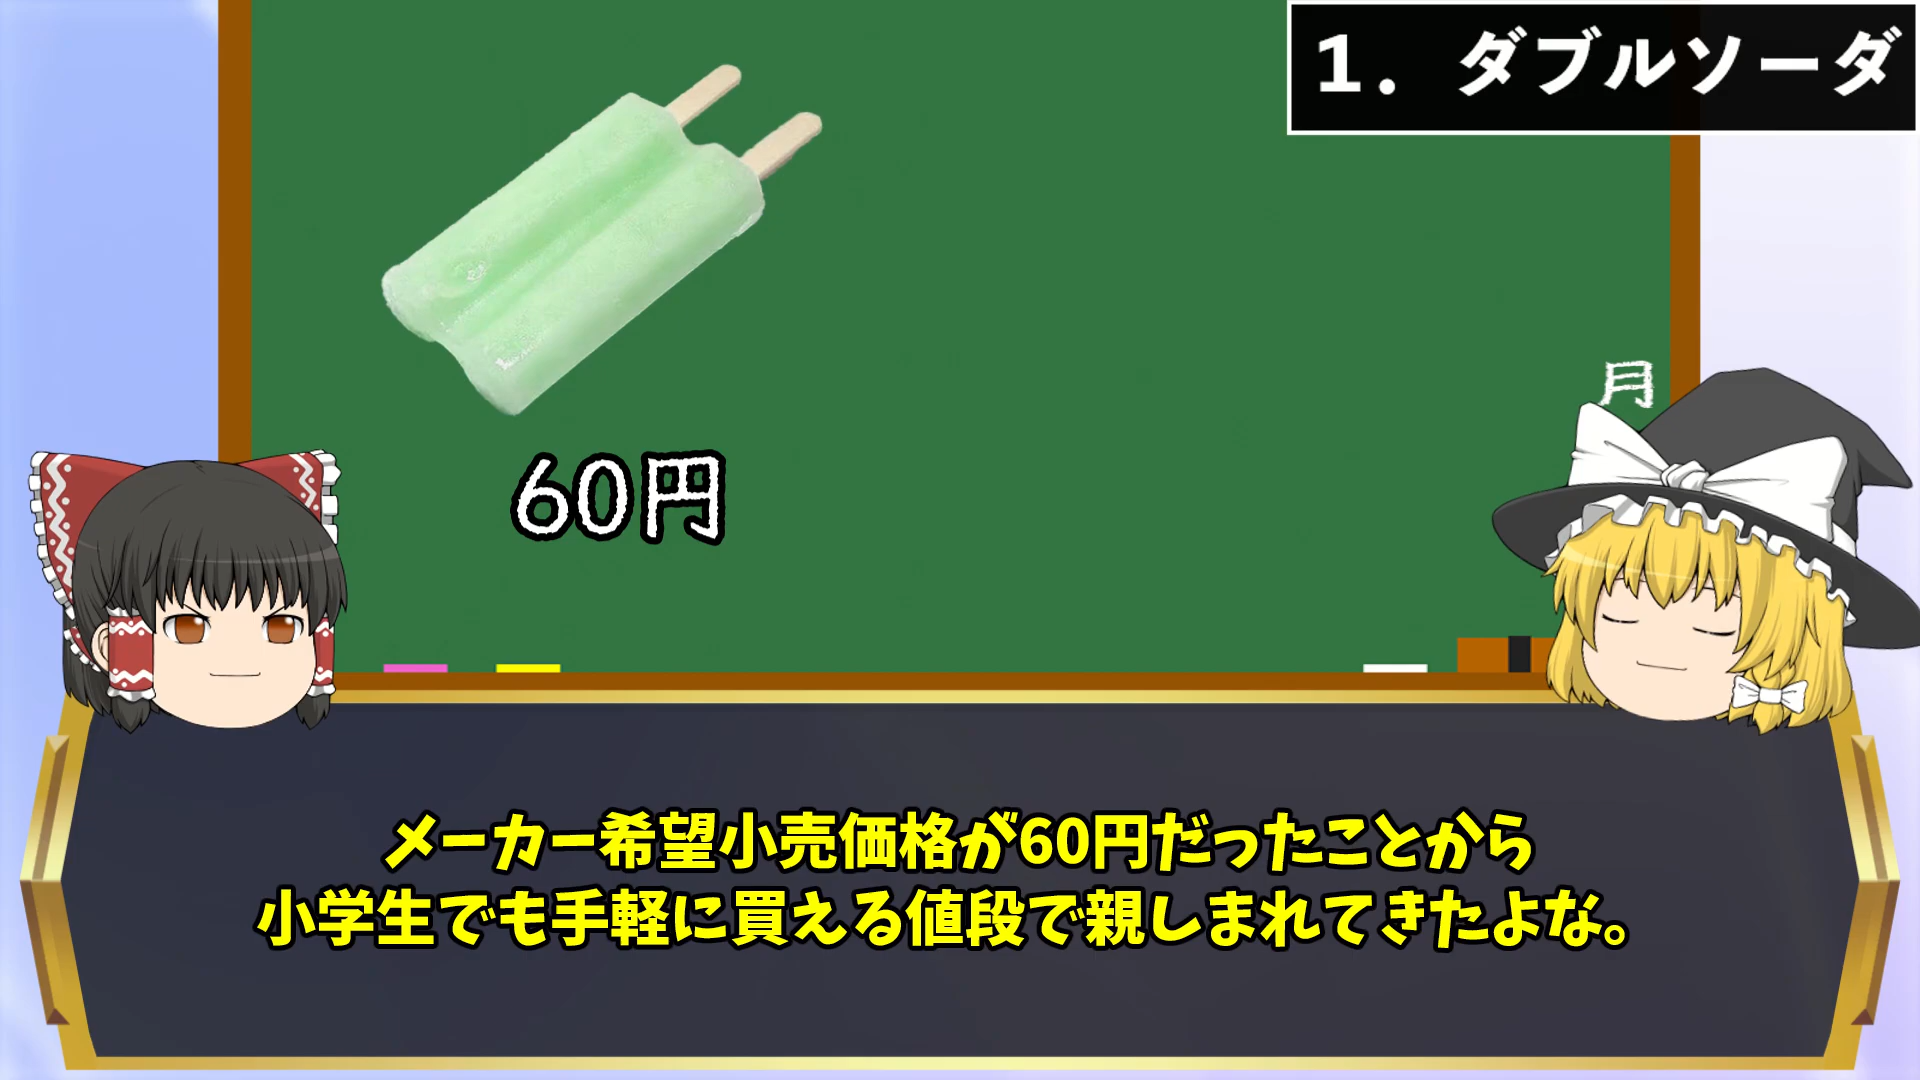 1. ダブルソーダ
月
60円
メーカー希望小売価格が60円だったことから
小学生でも手軽に買える値段で親しまれてきたよな。